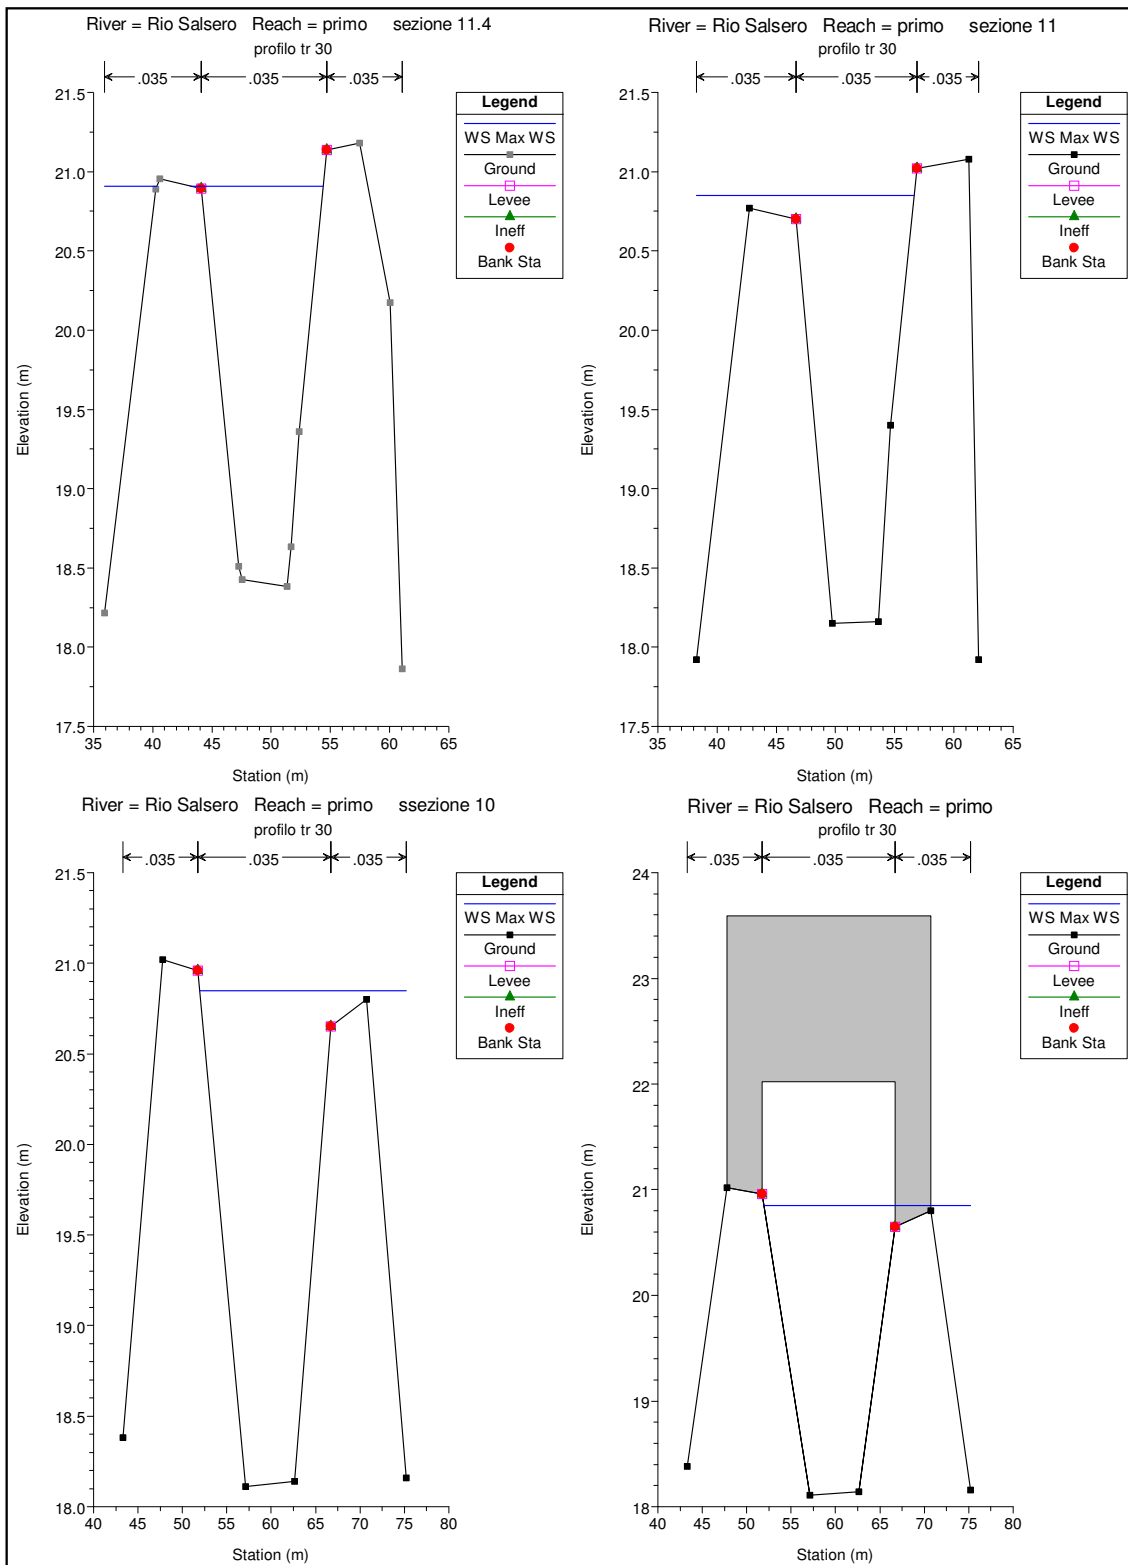 River = Rio Salsero Reach = primo sezione 11.4
profilo tr 30
.035 .035 .035
21.5
21.0
20.5
20.0
19.5
19.0
18.5
18.0
17.5
35 40 45 50 55 60 65
Station (m)
Elevation (m)
Legend
WS Max WS
Ground
Levee
Ineff
Bank Sta
River = Rio Salsero Reach = primo sezione 11
profilo tr 30
.035 .035 .035
21.5
21.0
20.5
20.0
19.5
19.0
18.5
18.0
17.5
35 40 45 50 55 60 65
Station (m)
Elevation (m)
Legend
WS Max WS
Ground
Levee
Ineff
Bank Sta
River = Rio Salsero Reach = primo ssezione 10
profilo tr 30
.035 .035 .035
21.5
21.0
20.5
20.0
19.5
19.0
18.5
18.0
40 45 50 55 60 65 70 75 80
Station (m)
Elevation (m)
Legend
WS Max WS
Ground
Levee
Ineff
Bank Sta
River = Rio Salsero Reach = primo
profilo tr 30
.035 .035 .035
24
23
22
21
20
19
18
40 45 50 55 60 65 70 75 80
Station (m)
Elevation (m)
Legend
WS Max WS
Ground
Levee
Ineff
Bank Sta